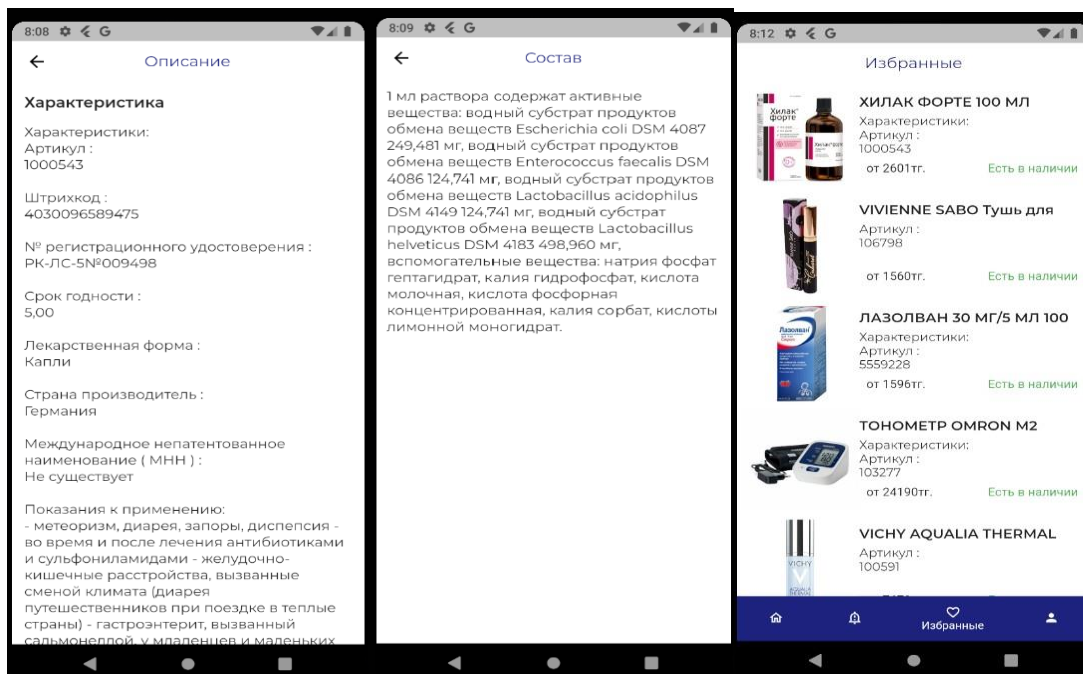 8:08 G
Описание
Характеристика
Характеристики:
Артикул :
1000543
Штрихкод :
4030096589475
№ регистрационного удостоверения :
РК-ЛС-5№009498
Срок годности :
5,00
Лекарственная форма :
Капли
Страна производитель :
Германия
Международное непатентованное
наименование ( МНН ) :
Не существует
Показания к применению:
- метеоризм, диарея, запоры, диспепсия -
во время и после лечения антибиотиками
и сульфониламидами - желудочно-
кишечные расстройства, вызванные
сменой климата (диарея
путешественников при поездке в теплые
страны) - гастроэнтерит, вызванный
сальмонеллой, у младенцев и маленьких
8:09 G
Состав
1 мл раствора содержат активные
вещества: водный субстрат продуктов
обмена веществ Escherichia coli DSM 4087
249,481 мг, водный субстрат продуктов
обмена веществ Enterococcus faecalis DSM
4086 124,741 мг, водный субстрат продуктов
обмена веществ Lactobacillus acidophilus
DSM 4149 124,741 мг, водный субстрат
продуктов обмена веществ Lactobacillus
helveticus DSM 4183 498,960 мг,
вспомогательные вещества: натрия фосфат
гептагидрат, калия гидрофосфат, кислота
молочная, кислота фосфорная
концентрированная, калия сорбат, кислоты
лимонной моногидрат.
8:12 G
Избранные
Хилак
форте
Хилак форте
ХИЛАК ФОРТЕ 100 МЛ
Характеристики:
Артикул :
1000543
от 2601тг. Есть в наличии
VIVIENNE SABO Тушь для
Артикул :
106798
от 1560тг. Есть в наличии
Лазолван
ЛАЗОЛВАН 30 МГ/5 МЛ 100
Характеристики:
Артикул :
5559228
от 1596тг. Есть в наличии
ТОНОМЕТР OMRON M2
Характеристики:
Артикул :
103277
от 24190тг. Есть в наличии
VICHY
AQUALIA
THERMAL
VICHY AQUALIA THERMAL
Артикул :
100591
Избранные